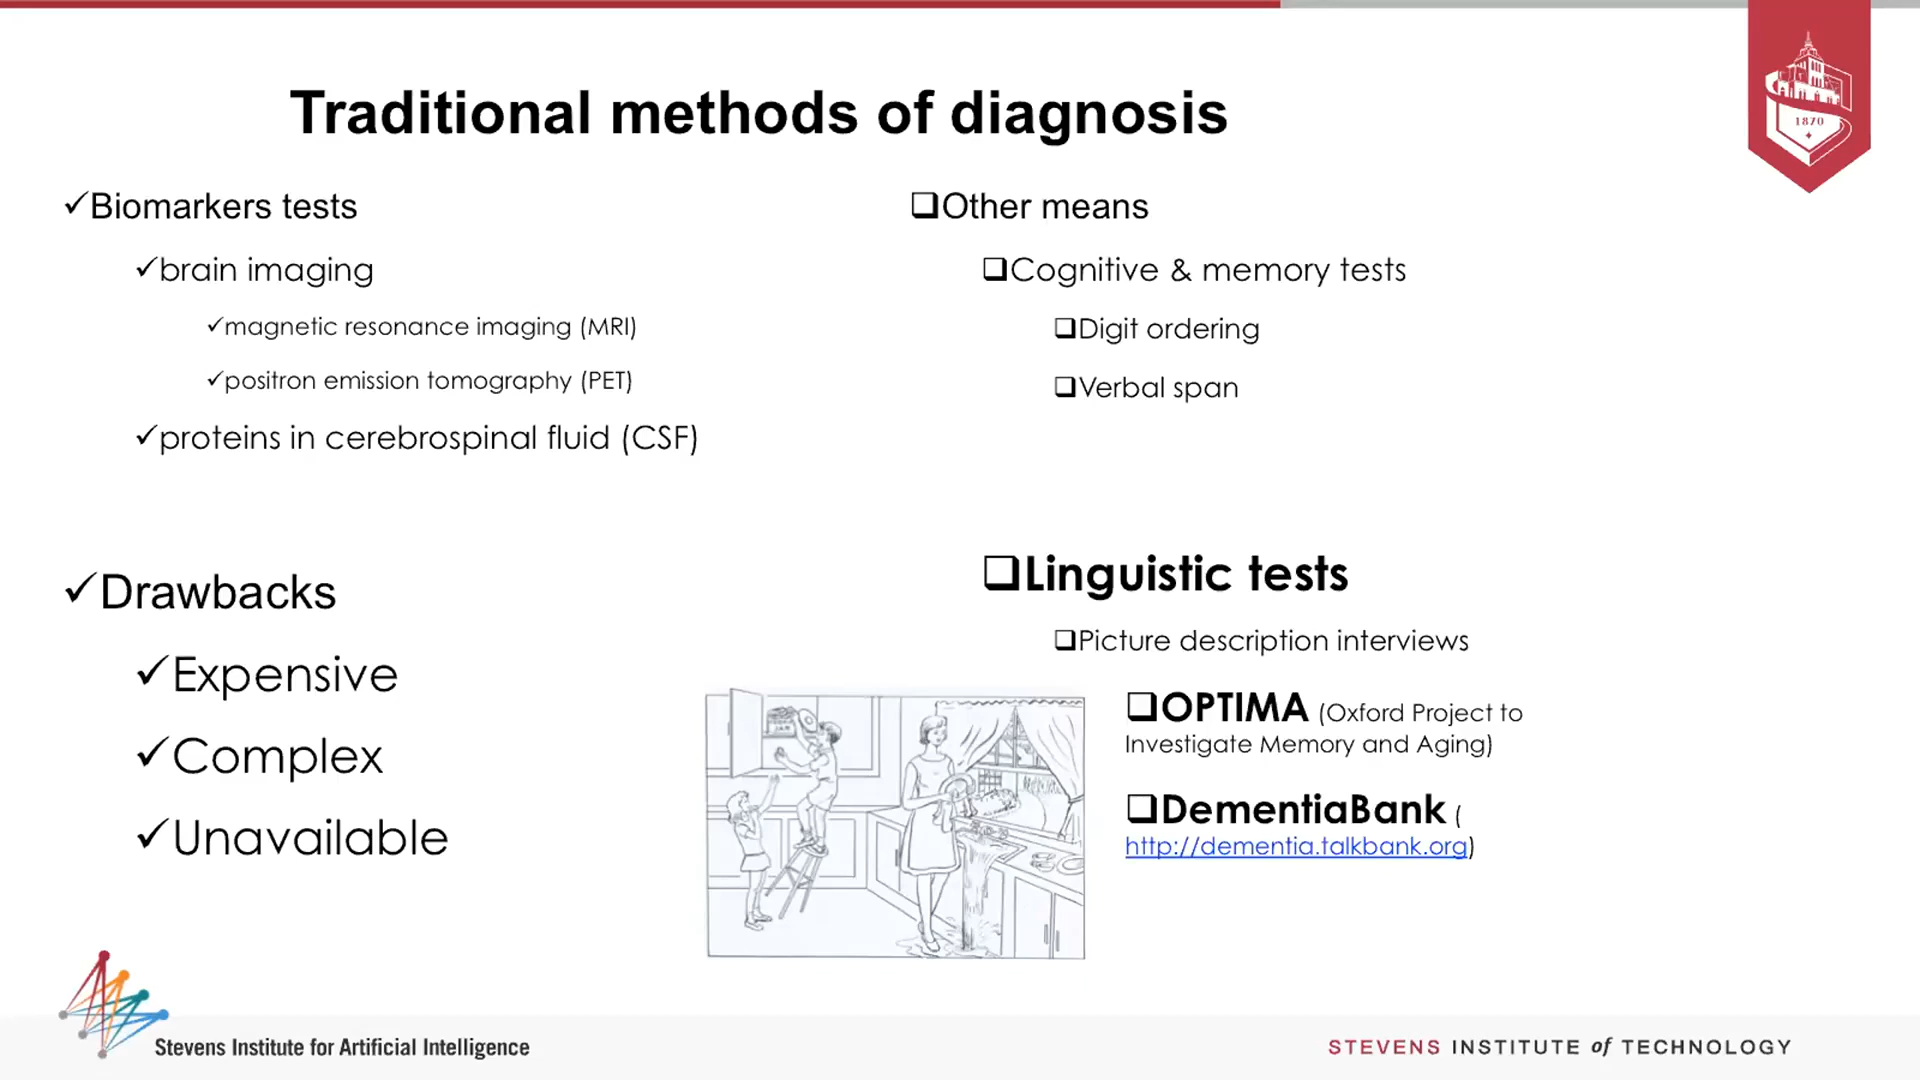 Traditional methods of diagnosis
Biomarkers tests
brain imaging
magnetic resonance imaging (MRI)
positron emission tomography (PET)
proteins in cerebrospinal fluid (CSF)
Drawbacks
Expensive
Complex
Unavailable
Other means
Cognitive & memory tests
Digit ordering
Verbal span
Linguistic tests
Picture description interviews
OPTIMA (Oxford Project to
Investigate Memory and Aging)
DementiaBank (
http://dementia.talkbank.org)
1870
Stevens Institute for Artificial Intelligence
STEVENS INSTITUTE of TECHNOLOGY